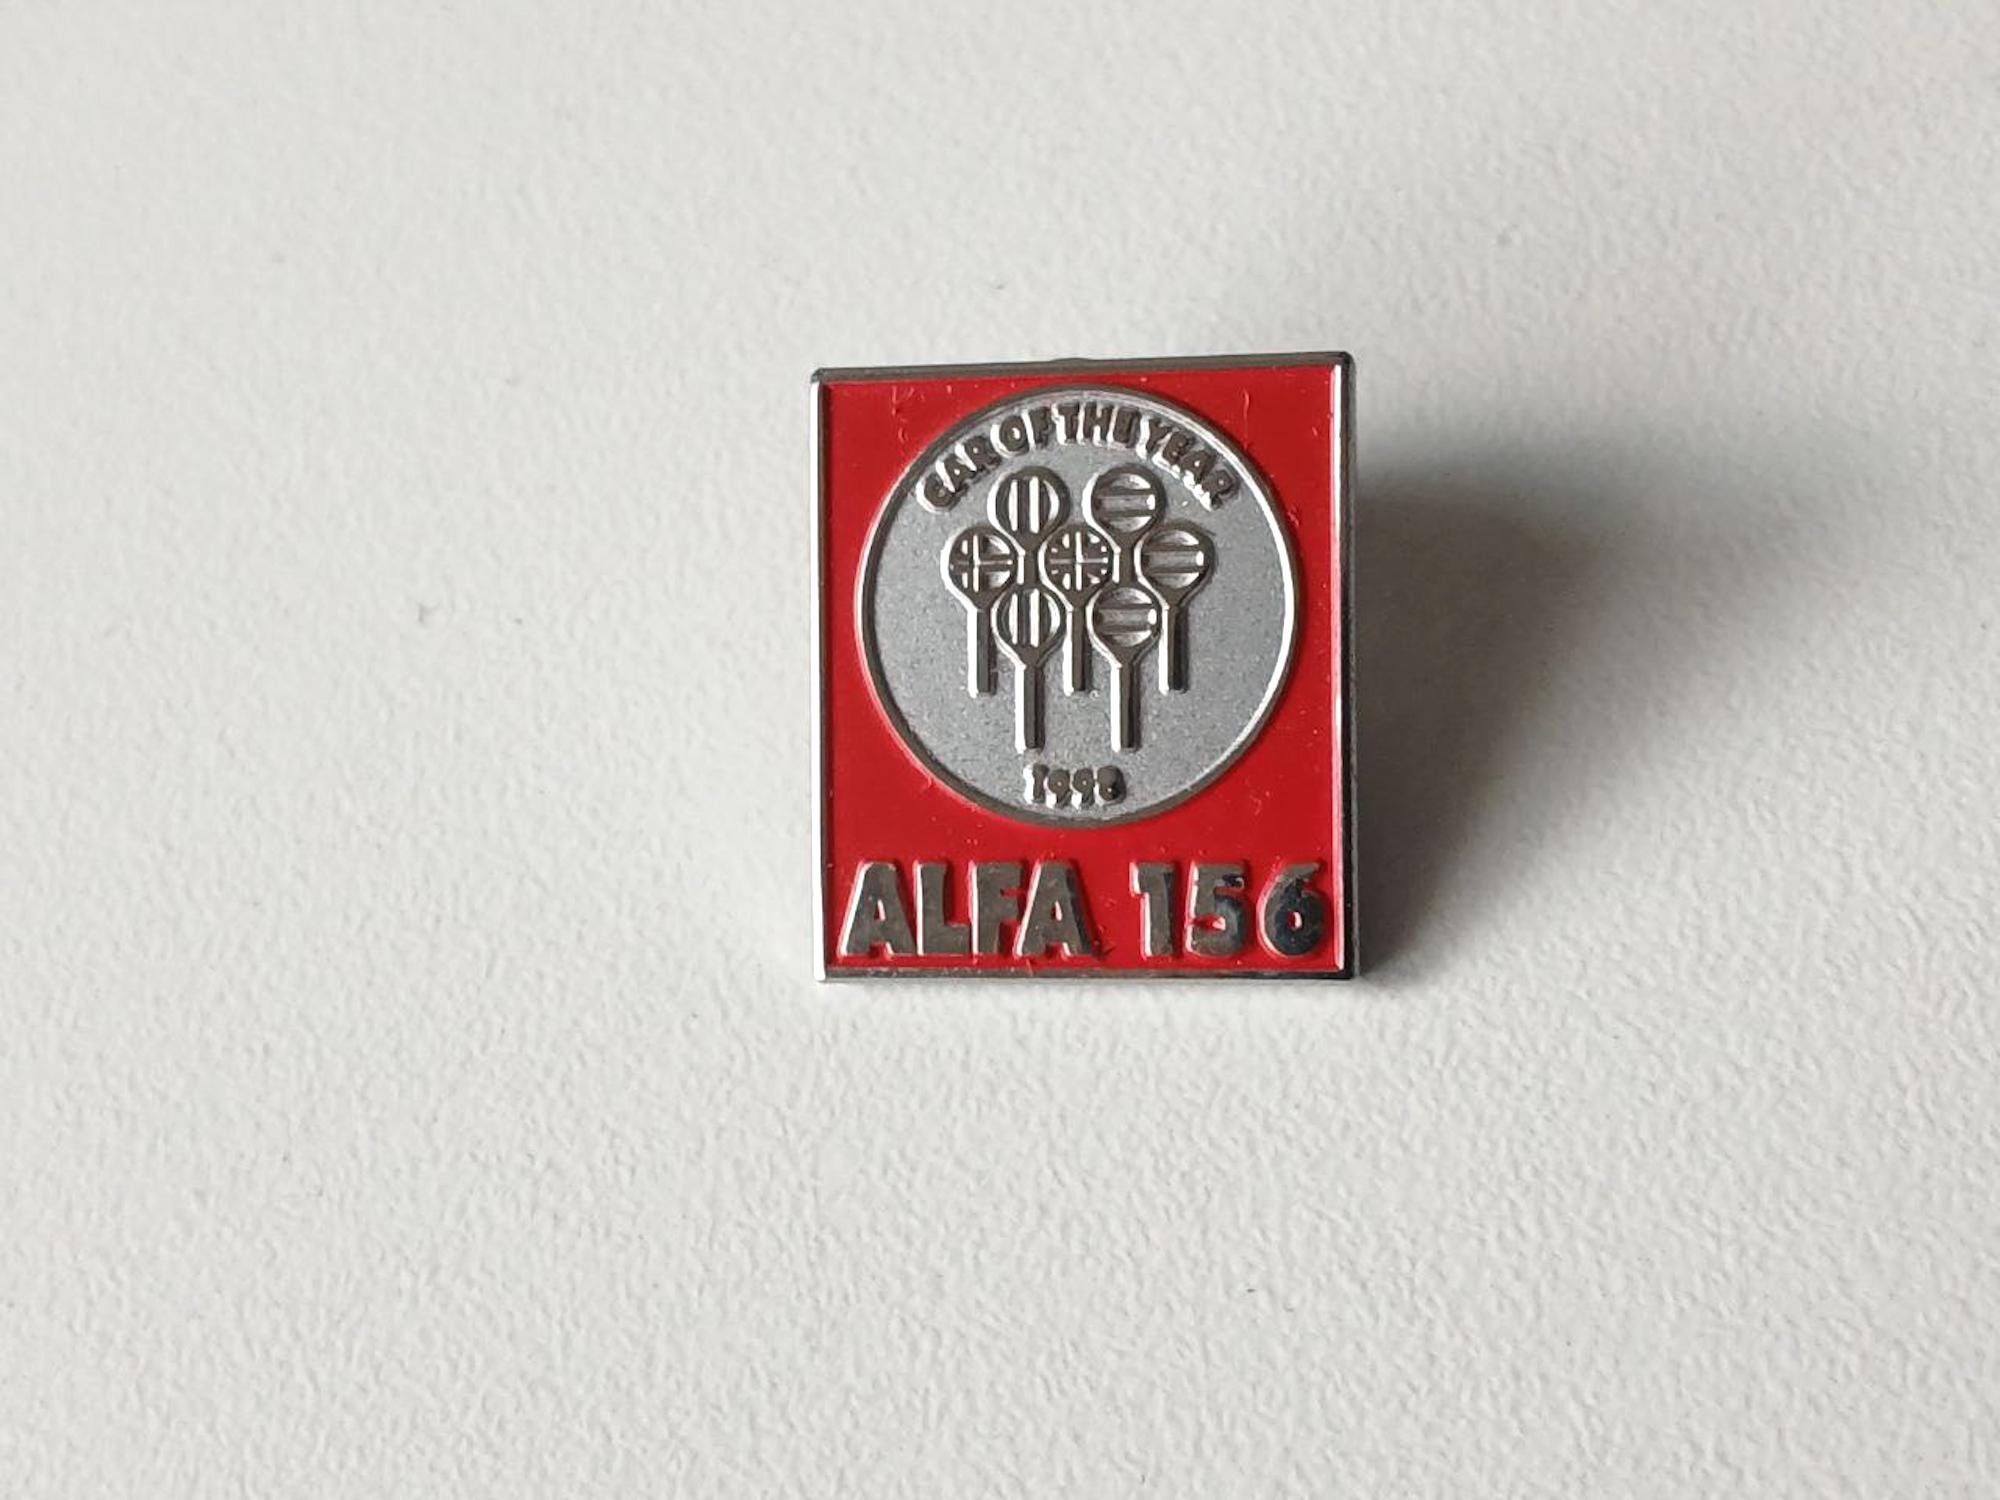 CAR OF THE YEAR
1998
ALFA 156